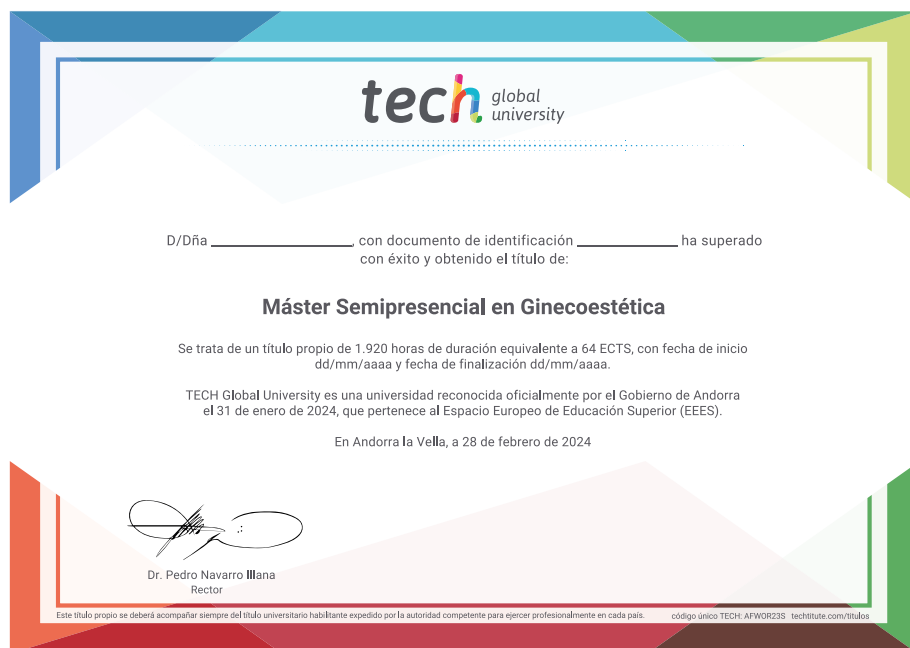 tech global
university
D/Dña ________________, con documento de identificación ____________ ha superado
con éxito y obtenido el título de:
Máster Semipresencial en Ginecoestética
Se trata de un título propio de 1.920 horas de duración equivalente a 64 ECTS, con fecha de inicio
dd/mm/aaaa y fecha de finalización dd/mm/aaaa.
TECH Global University es una universidad reconocida oficialmente por el Gobierno de Andorra
el 31 de enero de 2024, que pertenece al Espacio Europeo de Educación Superior (EEES).
En Andorra la Vella, a 28 de febrero de 2024
Dr. Pedro Navarro Illana
Rector
Este título propio se deberá acompañar siempre del título universitario habilitante expedido por la autoridad competente para ejercer profesionalmente en cada país. código único TECH: AFWOR23S techtitute.com/titulos